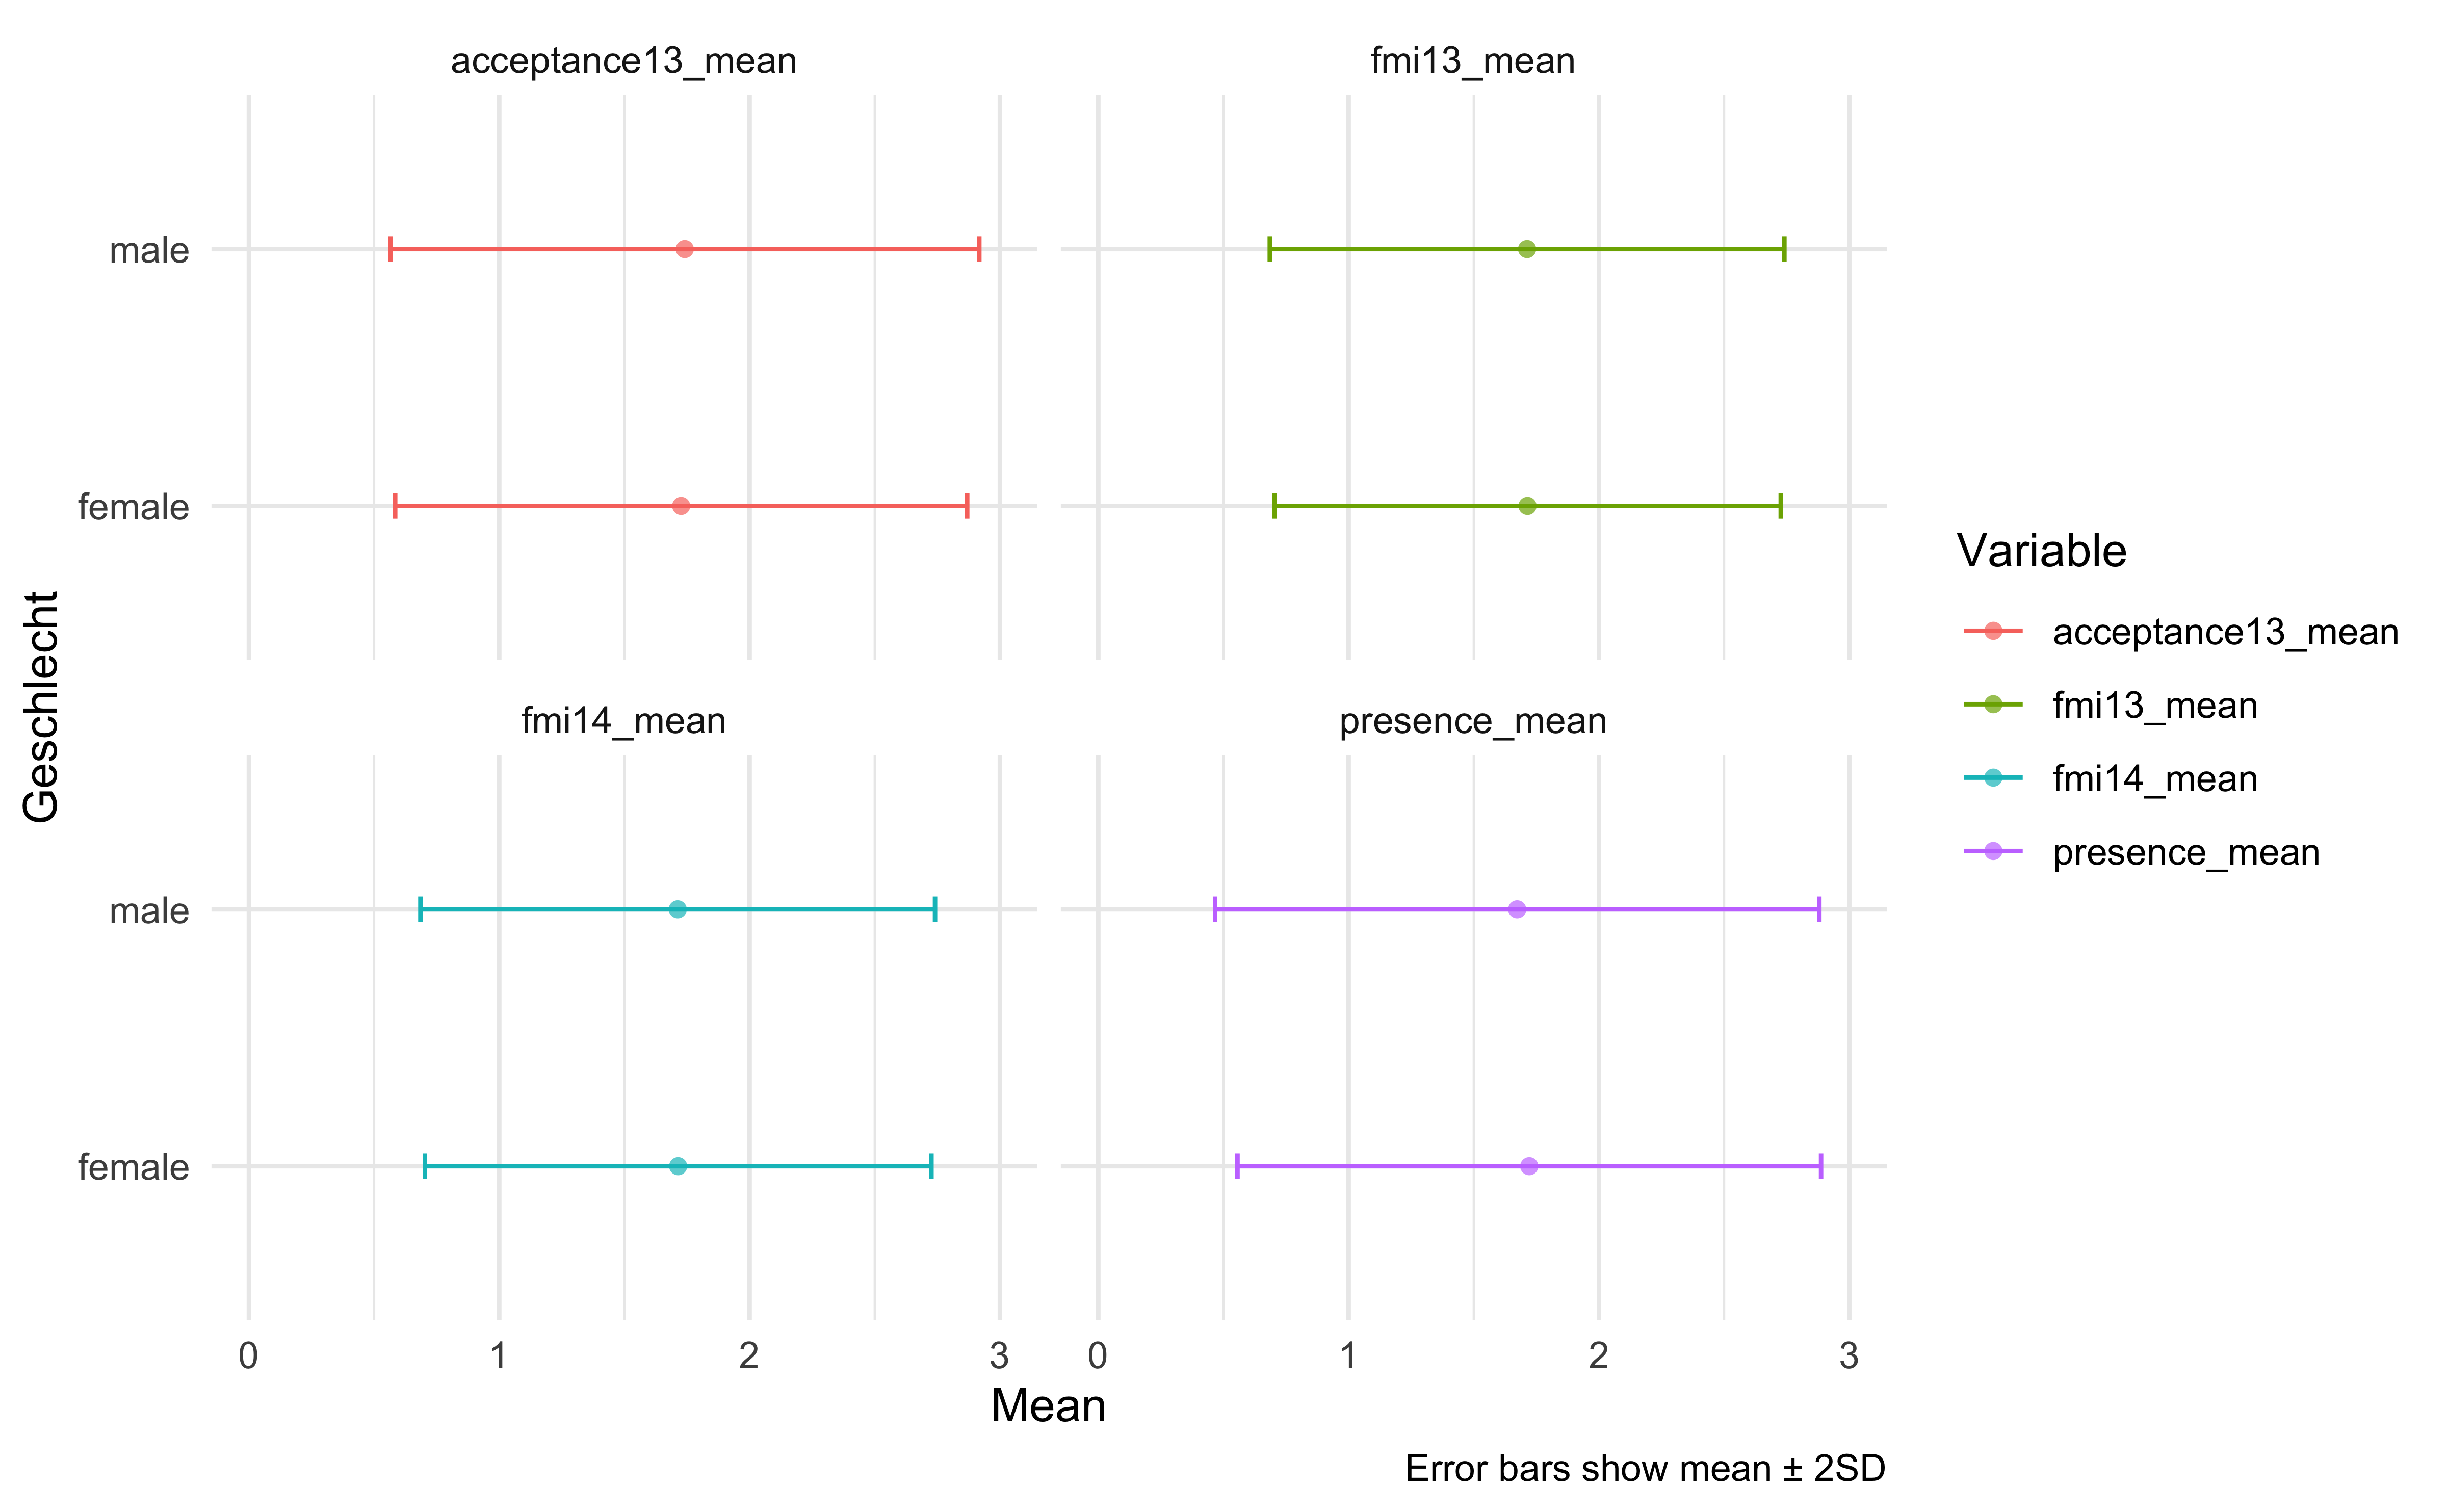 acceptance13_mean
fmi13_mean
male
female
Geschlecht
fmi14_mean
presence_mean
male
female
0 1 2 3 0 1 2 3
Mean
Error bars show mean ± 2SD
Variable
acceptance13_mean
fmi13_mean
fmi14_mean
presence_mean